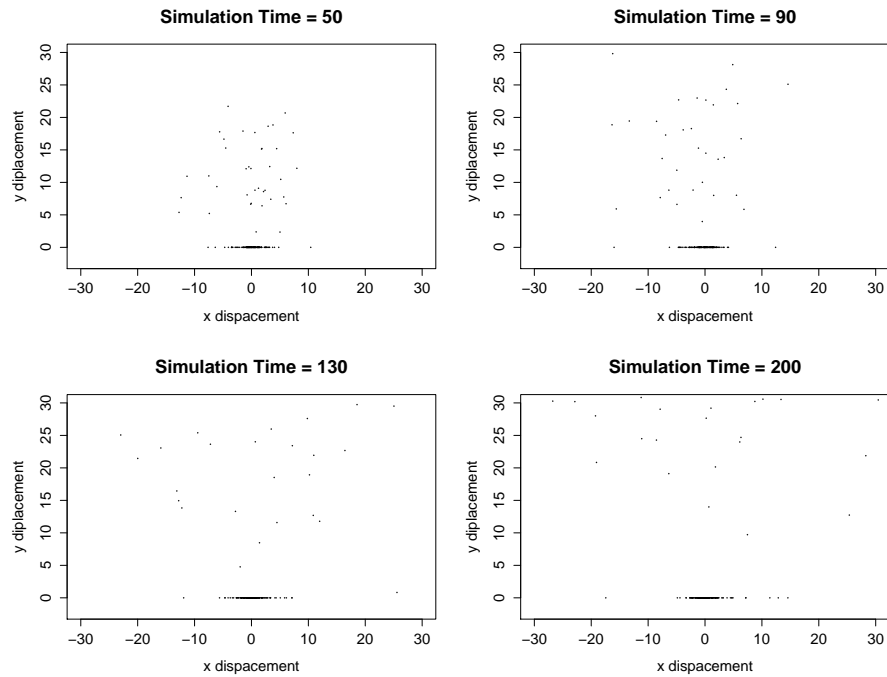 Simulation Time = 50
y diplacement
30
25
20
15
10
5
0
−30 −20 −10 0 10 20 30
x dispacement
Simulation Time = 90
y diplacement
30
25
20
15
10
5
0
−30 −20 −10 0 10 20 30
x dispacement
Simulation Time = 130
y diplacement
30
25
20
15
10
5
0
−30 −20 −10 0 10 20 30
x dispacement
Simulation Time = 200
y diplacement
30
25
20
15
10
5
0
−30 −20 −10 0 10 20 30
x dispacement